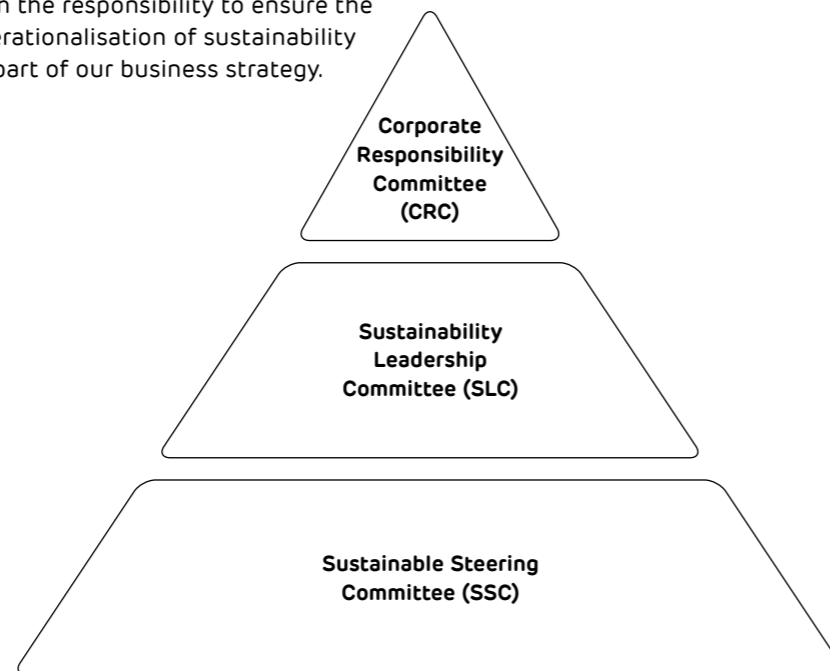 the responsibility to ensure the
of sustainability
part of our business strategy.
Corporate
Responsibility
Committee
(CRC)
Sustainability
Leadership
Committee (SLC)
Sustainable Steering
Committee (SSC)